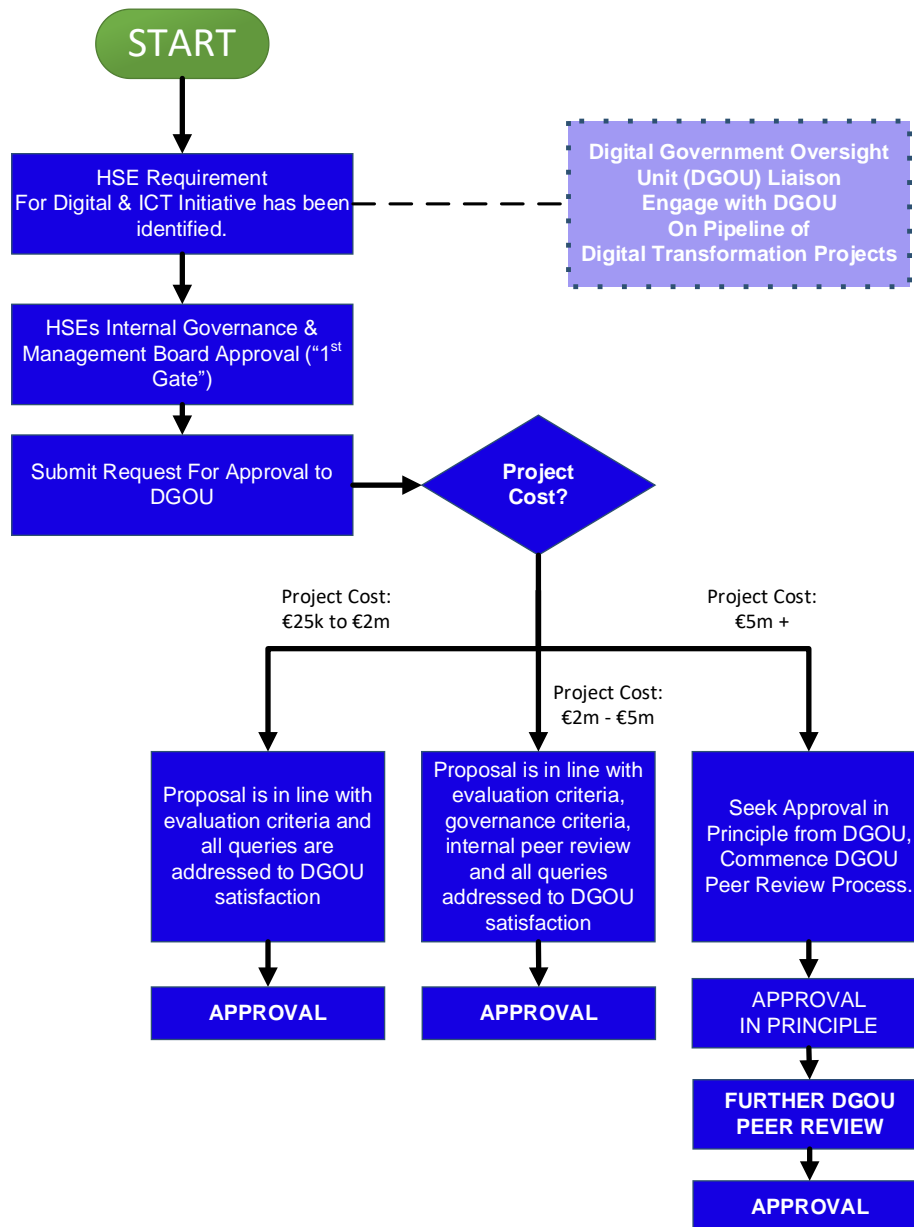 START
HSE Requirement
For Digital & ICT Initiative has been
identified.
Digital Government Oversight
Unit (DGOU) Liaison
Engage with DGOU
On Pipeline of
Digital Transformation Projects
HSEs Internal Governance &
Management Board Approval (“1st
Gate”)
Submit Request For Approval to
DGOU
Project
Cost?
Project Cost:
€25k to €2m
Project Cost:
€5m +
Project Cost:
€2m - €5m
Proposal is in line with
evaluation criteria and
all queries are
addressed to DGOU
satisfaction
Proposal is in line with
evaluation criteria,
governance criteria,
internal peer review
and all queries
addressed to DGOU
satisfaction
Seek Approval in
Principle from DGOU,
Commence DGOU
Peer Review Process.
APPROVAL
APPROVAL
APPROVAL
IN PRINCIPLE
FURTHER DGOU
PEER REVIEW
APPROVAL